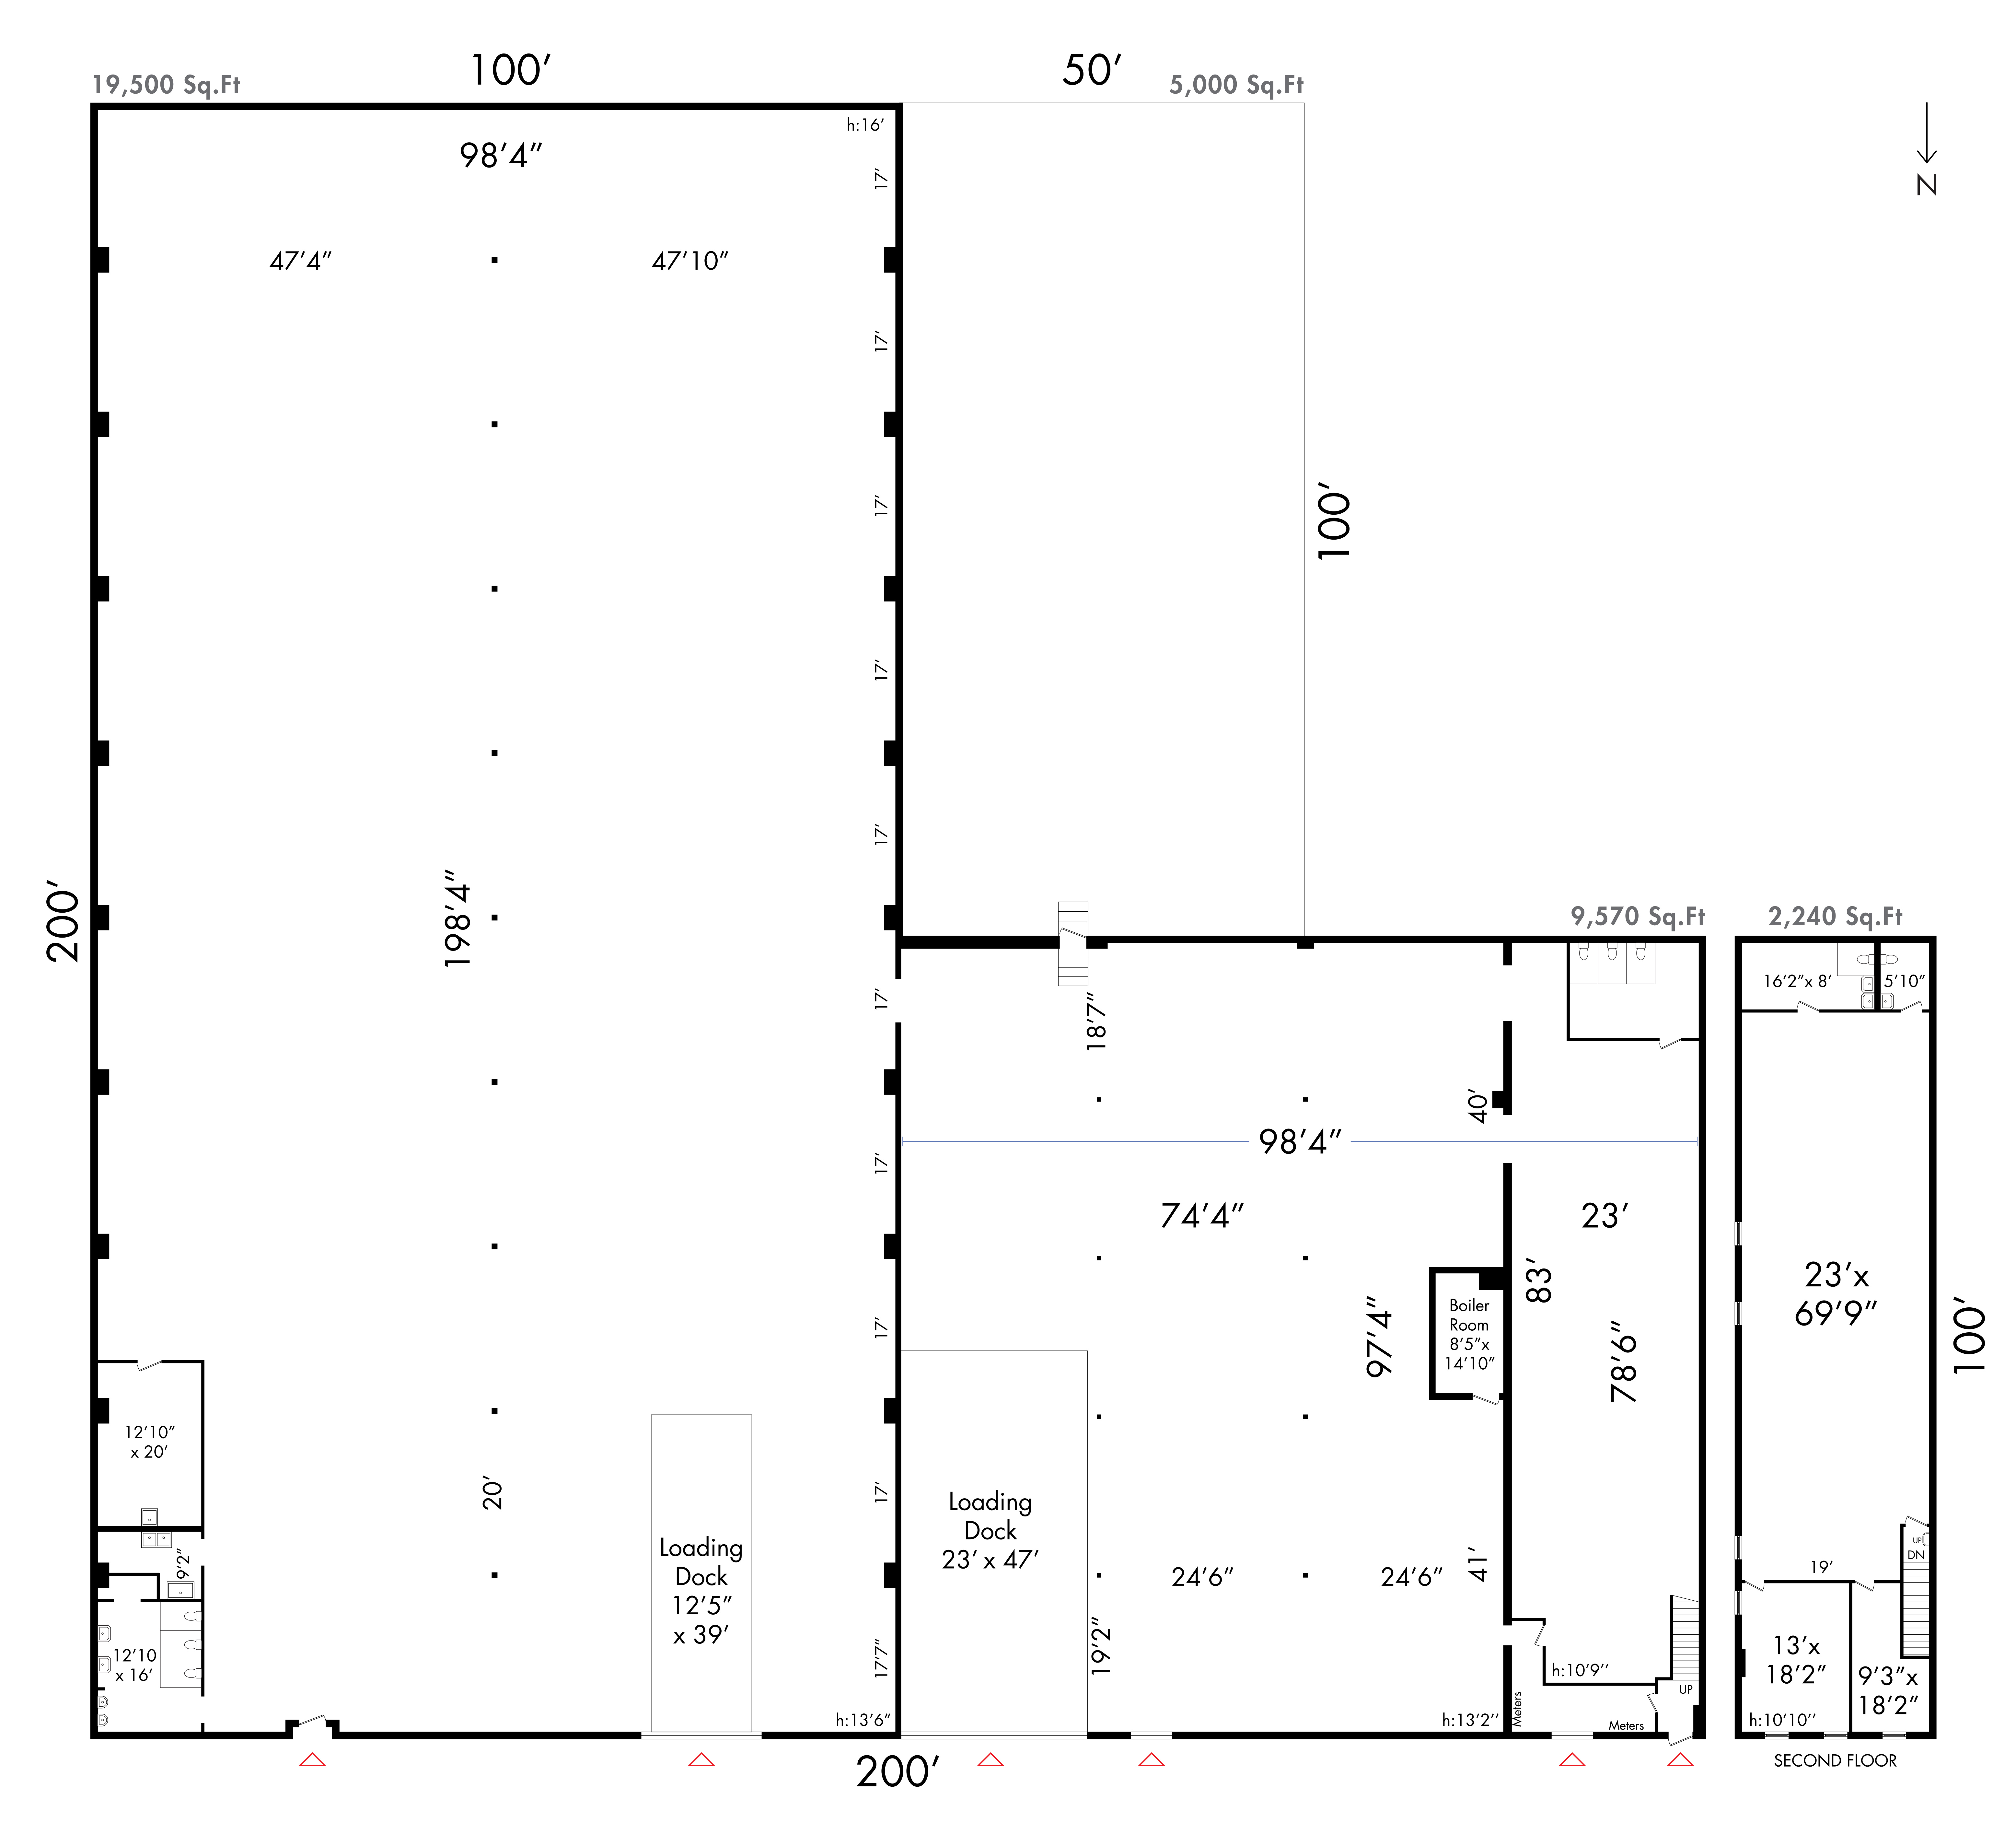 100′
50′
19,500 Sq.Ft
5,000 Sq.Ft
h:16′
98′4″
17′
N
47′4″
47′10″
17′
17′
100′
17′
17′
200′
198′4″
9,570 Sq.Ft
2,240 Sq.Ft
16′2″x 8′
5′10″
17′
18′7″
40′
98′4″
17′
74′4″
23′
83′
23′x
69′9″
100′
17′
97′4″
Boiler
Room
8′5″x
14′10″
78′6″
12′10″
x 20′
20′
17′
Loading
Dock
23′ x 47′
Loading
Dock
12′5″
x 39′
9′2″
24′6″
24′6″
41′
UP
DN
19′
12′10
x 16′
17′7″
19′2″
h:10′9′′
13′x
18′2″
9′3″x
18′2″
UP
Meters
Meters
h:13′6″
h:13′2′′
h:10′10′′
200′
SECOND FLOOR